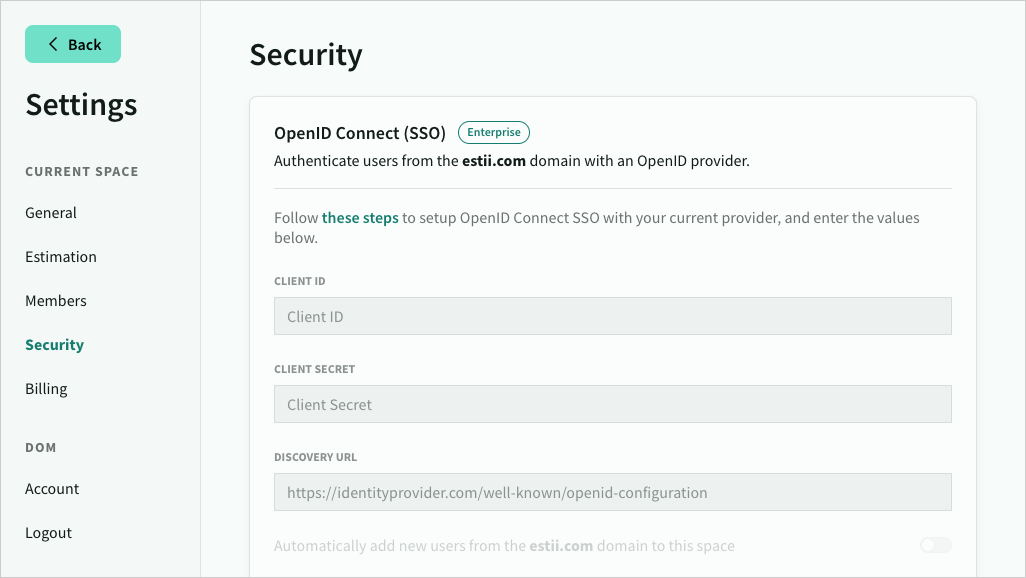 Back
Settings
CURRENT SPACE
General
Estimation
Members
Security
Billing
DOM
Account
Logout
Security
OpenID Connect (SSO) Enterprise
Authenticate users from the estii.com domain with an OpenID provider.
Follow these steps to setup OpenID Connect SSO with your current provider, and enter the values
below.
CLIENT ID
Client ID
CLIENT SECRET
Client Secret
DISCOVERY URL
https://identityprovider.com/well-known/openid-configuration
Automatically add new users from the estii.com domain to this space